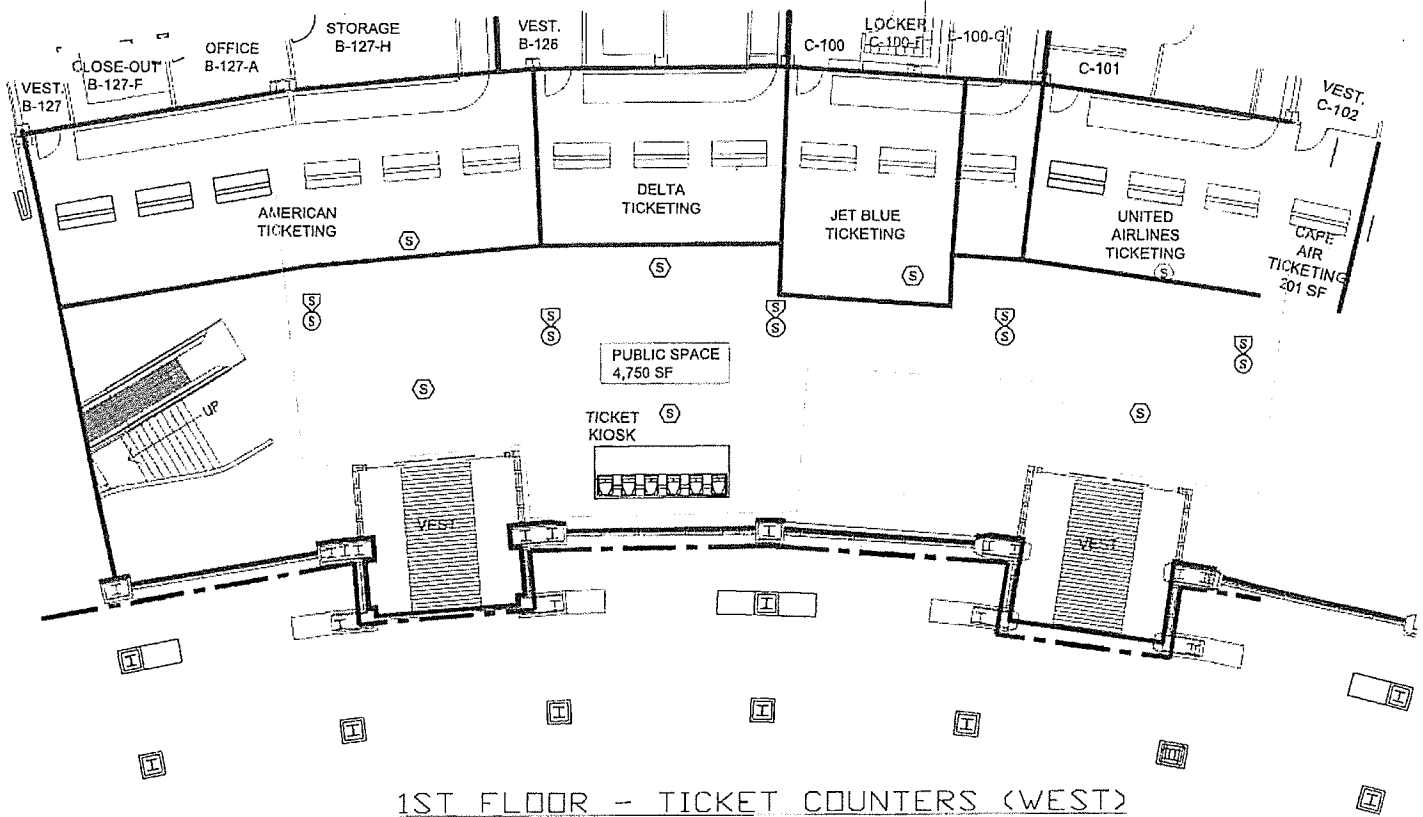 STORAGE
B-127-H
VEST.
B-126
LOCKER
C-100-F
C-100-G
OFFICE
B-127-A
C-100
CLOSE-OUT
B-127-F
C-101
VEST.
B-127
VEST.
C-102
AMERICAN
TICKETING
DELTA
TICKETING
JET BLUE
TICKETING
UNITED
AIRLINES
TICKETING
CAPE
AIR
TICKETING
201 SF
S
S
S
S
S
S
S
S
S
S
S
S
S
S
PUBLIC SPACE
4,750 SF
S
S
S
UP
TICKET
KIOSK
VEST
VEST
1ST FLOOR - TICKET COUNTERS (WEST)